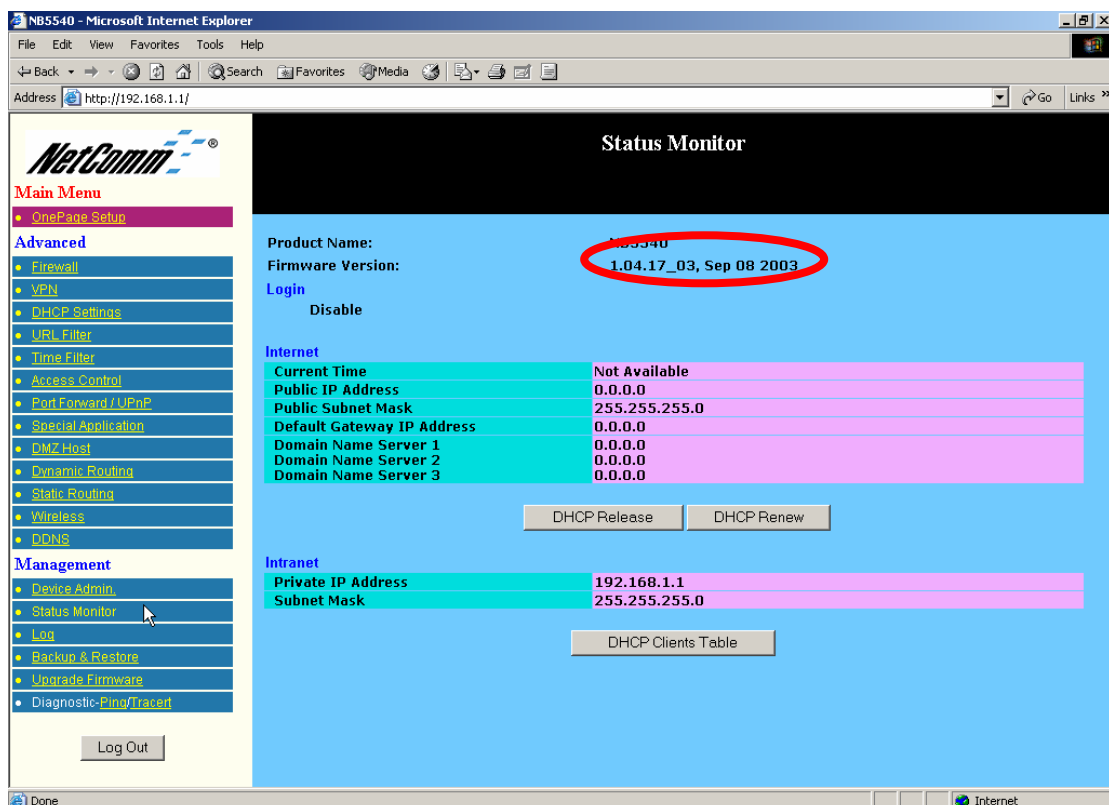 NB5540 - Microsoft Internet Explorer
File Edit View Favorites Tools Help
Back Search Favorites Media
Address http://192.168.1.1/ Go Links »
NetComm ®
Status Monitor
Main Menu
OnePage Setup
Advanced
Firewall
VPN
DHCP Settings
URL Filter
Time Filter
Access Control
Port Forward / UPnP
Special Application
DMZ Host
Dynamic Routing
Static Routing
Wireless
DDNS
Management
Device Admin.
Status Monitor
Log
Backup & Restore
Upgrade Firmware
Diagnostic-Ping/Tracert
Log Out
Product Name: NB5540
Firmware Version: 1.04.17_03, Sep 08 2003
Login
Disable
Internet
Current Time Not Available
Public IP Address 0.0.0.0
Public Subnet Mask 255.255.255.0
Default Gateway IP Address 0.0.0.0
Domain Name Server 1 0.0.0.0
Domain Name Server 2 0.0.0.0
Domain Name Server 3 0.0.0.0
DHCP Release DHCP Renew
Intranet
Private IP Address 192.168.1.1
Subnet Mask 255.255.255.0
DHCP Clients Table
Done Internet